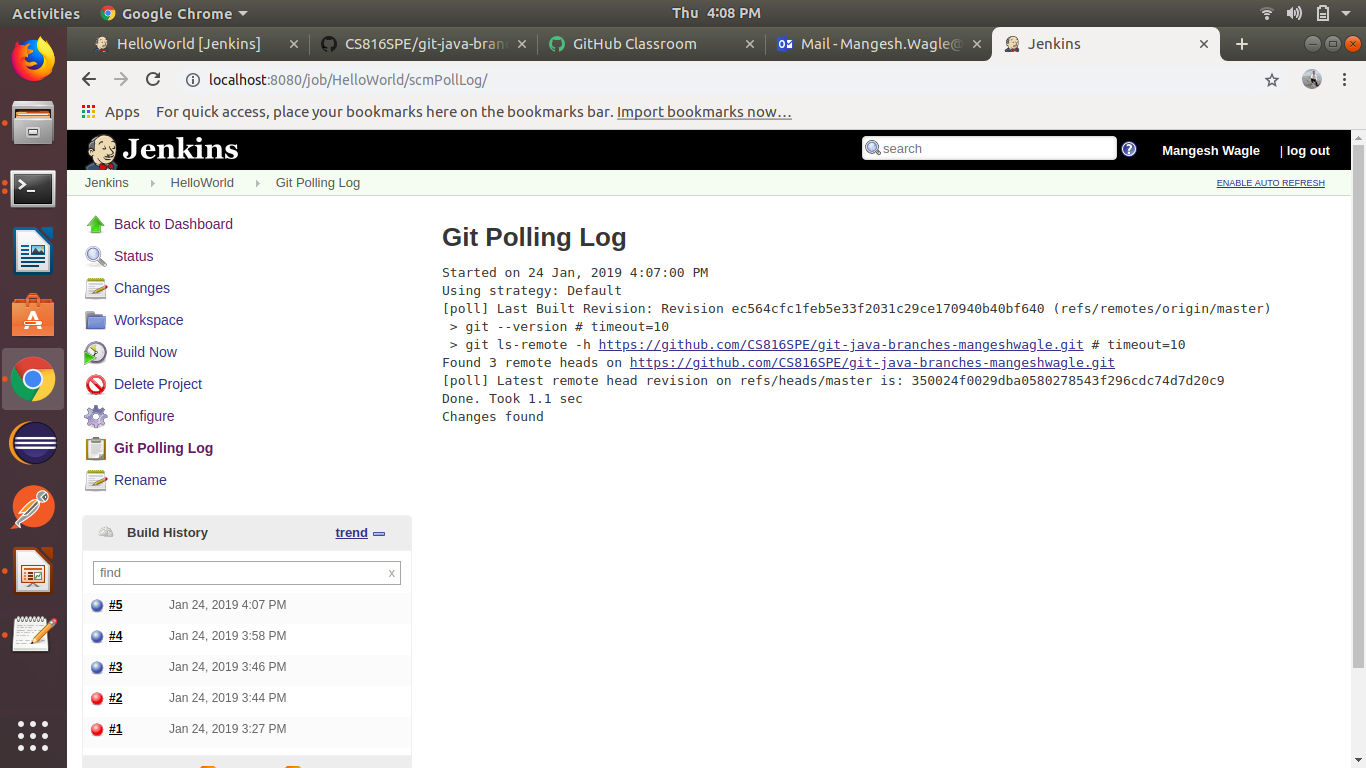 Activities Google Chrome Thu 4:08 PM
HelloWorld [Jenkins] CS816SPE/git-java-bran GitHub Classroom Mail - Mangesh.Wagle@ Jenkins
localhost:8080/job/HelloWorld/scmPollLog/
Apps For quick access, place your bookmarks here on the bookmarks bar. Import bookmarks now…
Jenkins search Mangesh Wagle | log out
Jenkins HelloWorld Git Polling Log ENABLE AUTO REFRESH
Back to Dashboard
Status
Changes
Workspace
Build Now
Delete Project
Configure
Git Polling Log
Rename
Build History trend
find x
#5 Jan 24, 2019 4:07 PM
#4 Jan 24, 2019 3:58 PM
#3 Jan 24, 2019 3:46 PM
#2 Jan 24, 2019 3:44 PM
#1 Jan 24, 2019 3:27 PM
Git Polling Log
Started on 24 Jan, 2019 4:07:00 PM
Using strategy: Default
[poll] Last Built Revision: Revision ec564cfc1feb5e33f2031c29ce170940b40bf640 (refs/remotes/origin/master)
> git --version # timeout=10
> git ls-remote -h https://github.com/CS816SPE/git-java-branches-mangeshwagle.git # timeout=10
Found 3 remote heads on https://github.com/CS816SPE/git-java-branches-mangeshwagle.git
[poll] Latest remote head revision on refs/heads/master is: 350024f0029dba0580278543f296cdc74d7d20c9
Done. Took 1.1 sec
Changes found